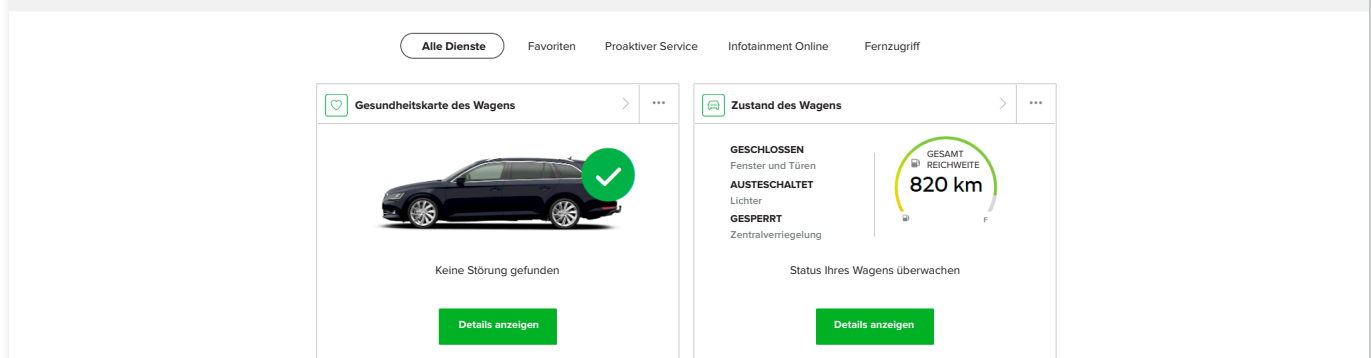 Alle Dienste
Favoriten
Proaktiver Service
Infotainment Online
Fernzugriff
Gesundheitskarte des Wagens
Keine Störung gefunden
Details anzeigen
Zustand des Wagens
GESCHLOSSEN
Fenster und Türen
AUSTESCHALTET
Lichter
GESPERRT
Zentralverriegelung
GESAMT
REICHWEITE
820 km
F
Status Ihres Wagens überwachen
Details anzeigen